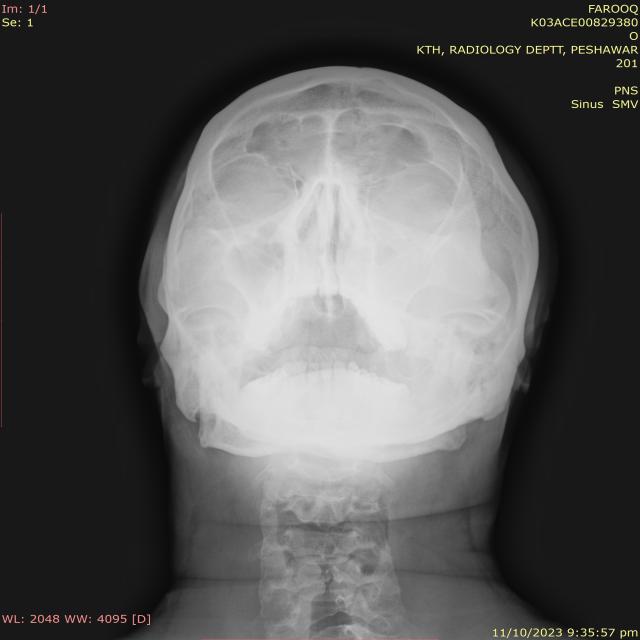 Im: 1/1
Se: 1
FAROOQ
K03ACE00829380
O
KTH, RADIOLOGY DEPTT, PESHAWAR
201
PNS
Sinus SMV
WL: 2048 WW: 4095 [D]
11/10/2023 9:35:57 pm